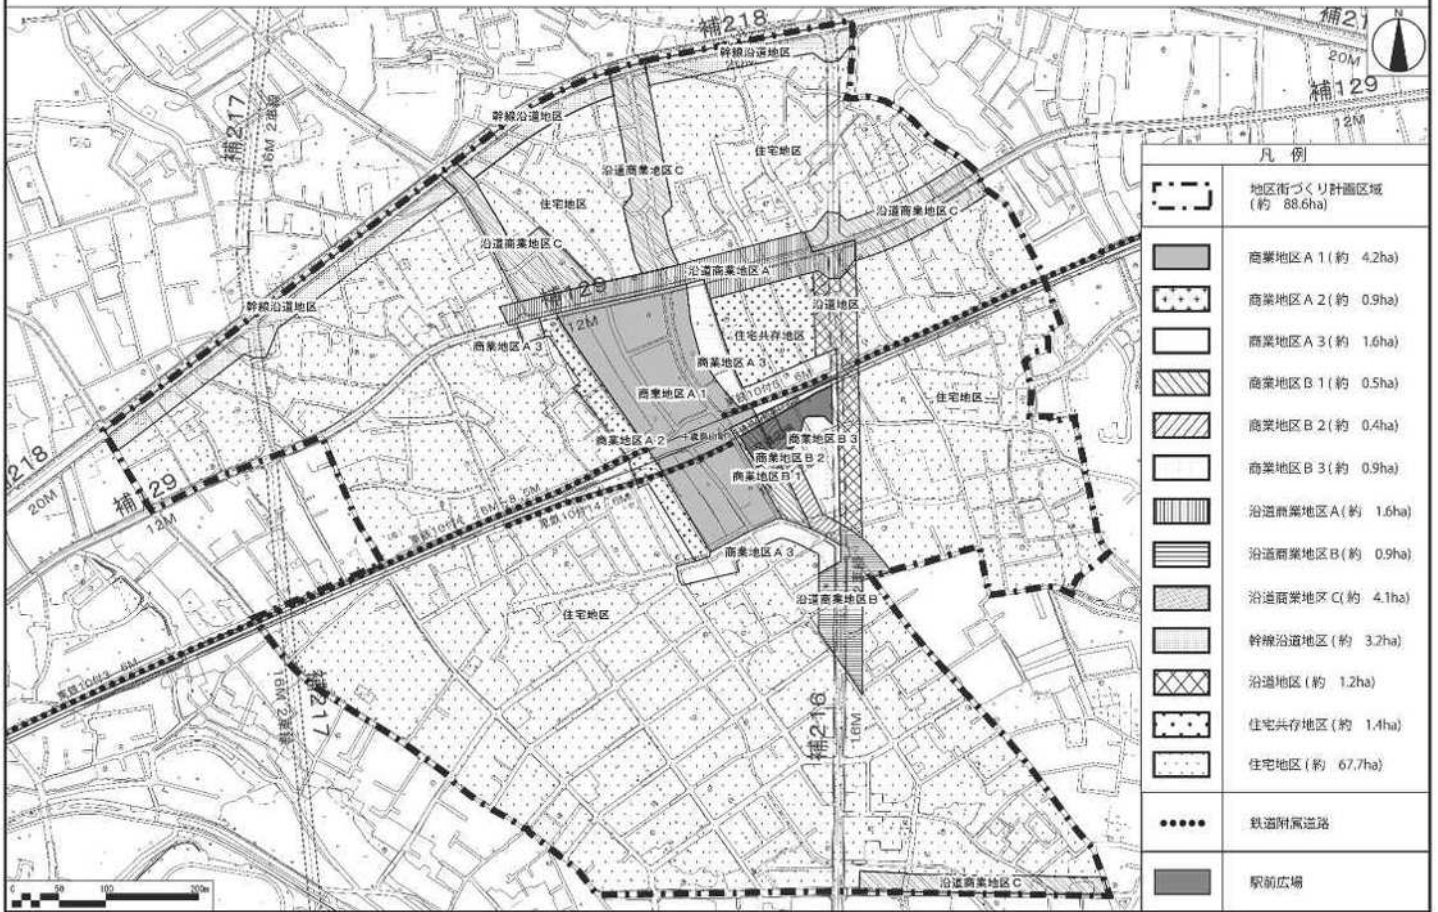 補218
幹線沿道地区
補21
N
20M
補129
12M
補217
16M
幹線沿道地区
沿道商業地区C
住宅地区
住宅地区
沿道商業地区C
沿道商業地区C
沿道商業地区A
補129
12M
幹線沿道地区
沿道地区
商業地区A3
住宅共存地区
商業地区A3
商業地区A1
住宅地区
商業地区A2
商業地区B3
商業地区B2
商業地区B1
218
20M
補129
12M
商業地区A3
住宅地区
沿道商業地区B
補217
補216
16M
沿道商業地区C
0 50 100 200m
凡 例
地区街づくり計画区域
(約 88.6ha)
商業地区A1(約 4.2ha)
商業地区A2(約 0.9ha)
商業地区A3(約 1.6ha)
商業地区B1(約 0.5ha)
商業地区B2(約 0.4ha)
商業地区B3(約 0.9ha)
沿道商業地区A(約 1.6ha)
沿道商業地区B(約 0.9ha)
沿道商業地区C(約 4.1ha)
幹線沿道地区(約 3.2ha)
沿道地区(約 1.2ha)
住宅共存地区(約 1.4ha)
住宅地区(約 67.7ha)
鉄道附属道路
駅前広場